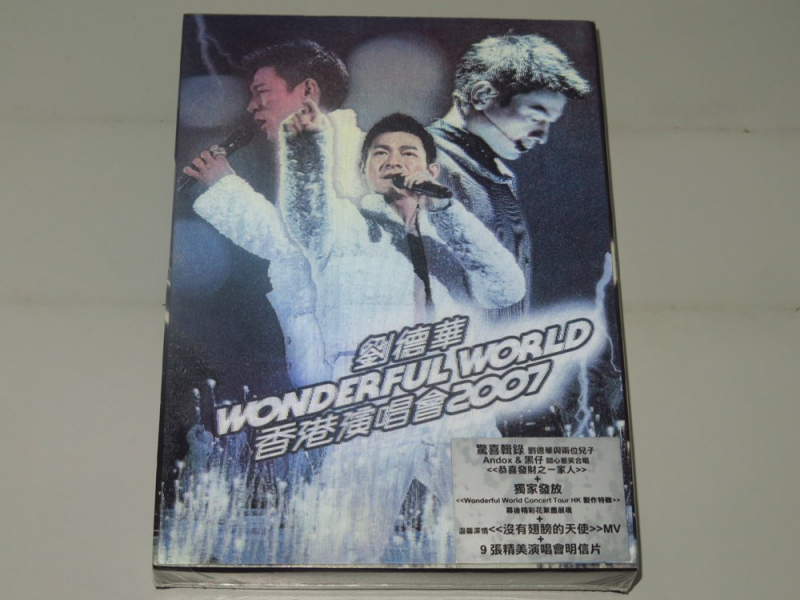 劉德華
WONDERFUL WORLD
香港演唱會2007
驚喜輯錄 劉德華與兩位兒子
Andox & 黑仔 開心鬼笑合唱
<<恭喜發財之一家人>>
+
獨家發放
<<Wonderful World Concert Tour HK 製作特輯>>
幕後精彩花絮盡展現
+
溫馨深情<<沒有翅膀的天使>>MV
+
9 張精美演唱會明信片